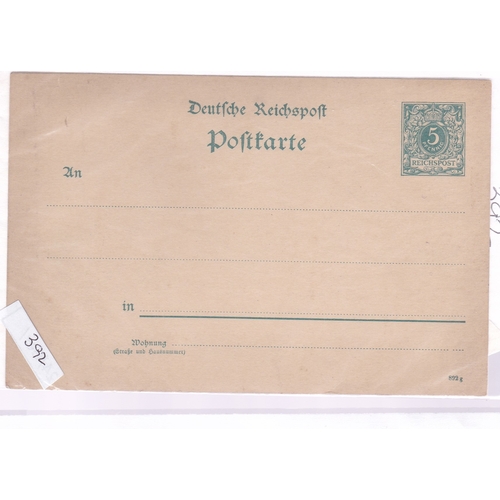 Deutsche Reichspost
Postkarte
5
REICHSPOST
An
in
Wohnung
(Straße und Hausnummer)
392